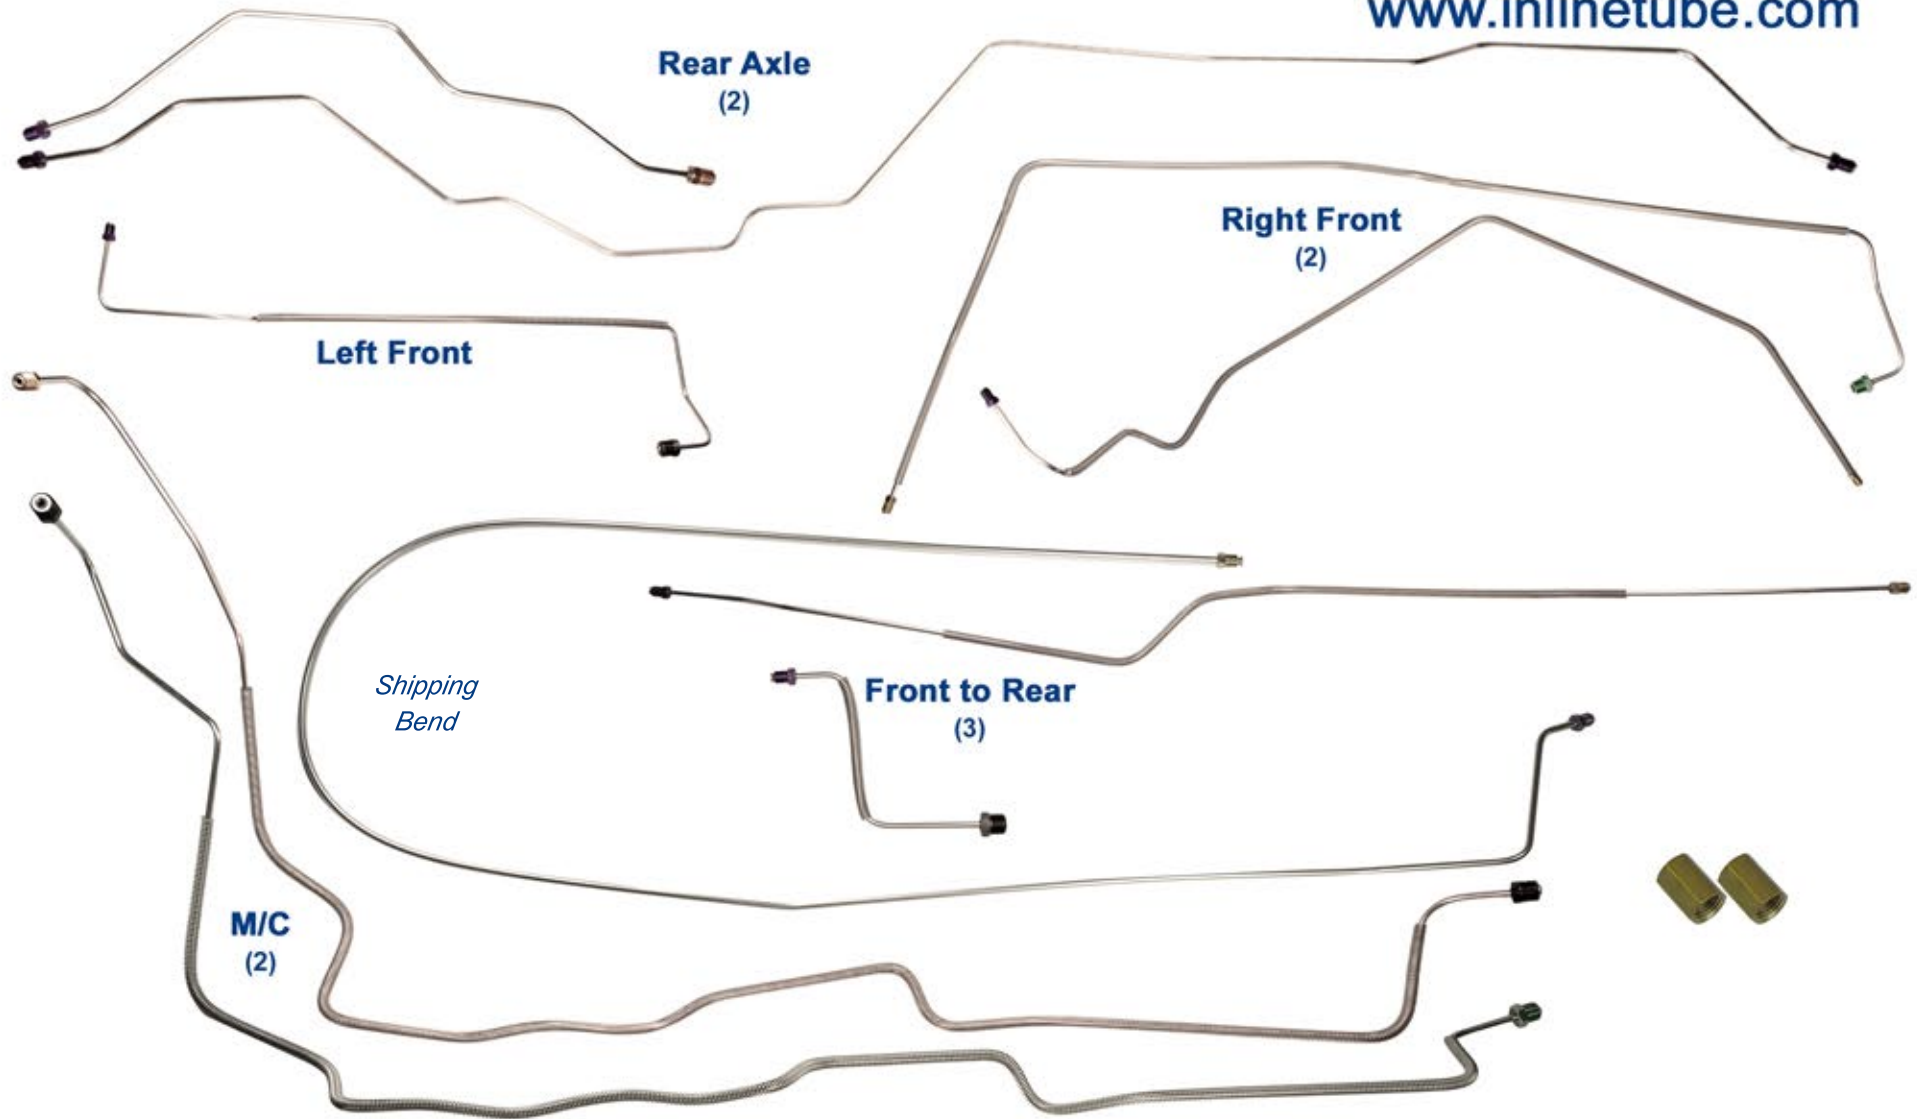 www.inlinetube.com
Rear Axle
(2)
Right Front
(2)
Left Front
Shipping
Bend
Front to Rear
(3)
M/C
(2)